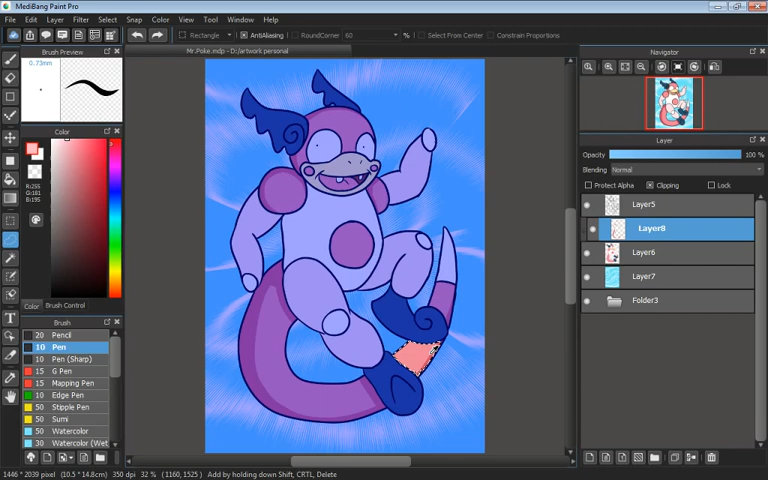 MediBang Paint Pro
File Edit Layer Filter Select Snap Color View Tool Window Help
Rectangle AntiAliasing RoundCorner 60 % Select From Center Constrain Proportions
Brush Preview
Mr.Poke.mdp - D:/artwork personal
Navigator
0.73mm
Color
R:255
G:181
B:195
Layer
Opacity 100 %
Blending Normal
Protect Alpha Clipping Lock
Layer5
Layer8
Layer6
Layer7
Folder3
Color Brush Control
Brush
20 Pencil
10 Pen
10 Pen (Sharp)
15 G Pen
15 Mapping Pen
10 Edge Pen
50 Stipple Pen
50 Sumi
50 Watercolor
30 Watercolor (Wet
1446 * 2039 pixel (10.5 * 14.8cm) 350 dpi 32 % (1160, 1525) Add by holding down Shift, CRTL, Delete